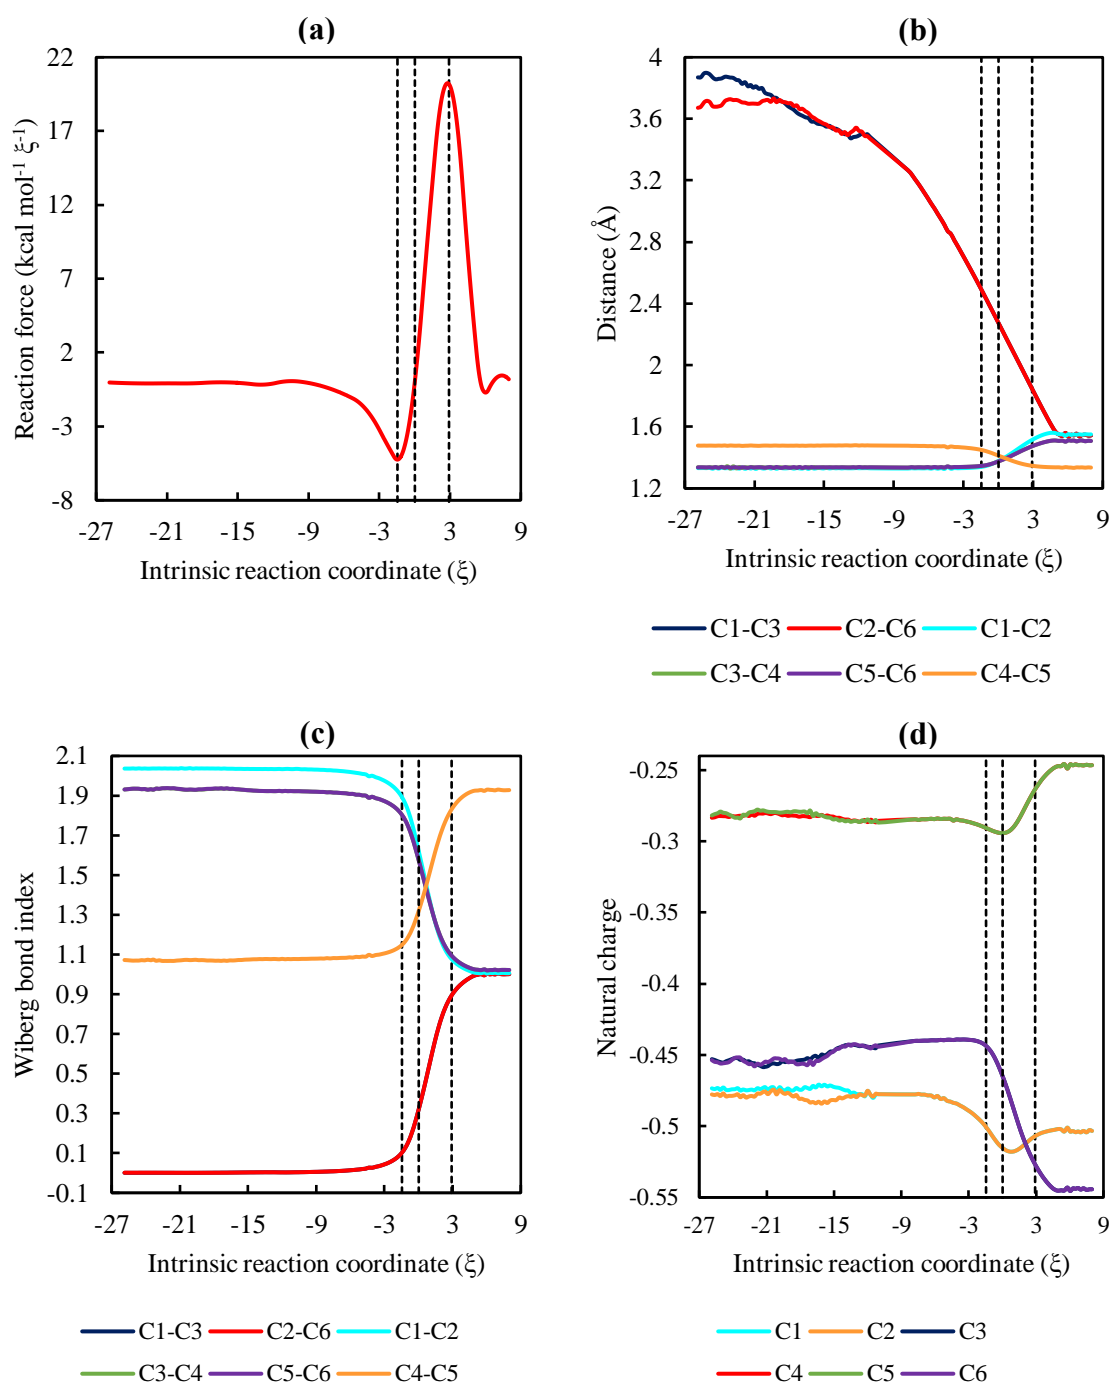 (a)
22
17
12
7
2
-3
-8
-27 -21 -15 -9 -3 3 9
Reaction force (kcal mol⁻¹ ξ⁻¹)
Intrinsic reaction coordinate (ξ)
(b)
4
3.6
3.2
2.8
2.4
2
1.6
1.2
-27 -21 -15 -9 -3 3 9
Distance (Å)
Intrinsic reaction coordinate (ξ)
C1-C3 C2-C6 C1-C2
C3-C4 C5-C6 C4-C5
(c)
2.1
1.9
1.7
1.5
1.3
1.1
0.9
0.7
0.5
0.3
0.1
-0.1
-27 -21 -15 -9 -3 3 9
Wiberg bond index
Intrinsic reaction coordinate (ξ)
C1-C3 C2-C6 C1-C2
C3-C4 C5-C6 C4-C5
(d)
-0.25
-0.3
-0.35
-0.4
-0.45
-0.5
-0.55
-27 -21 -15 -9 -3 3 9
Natural charge
Intrinsic reaction coordinate (ξ)
C1 C2 C3
C4 C5 C6